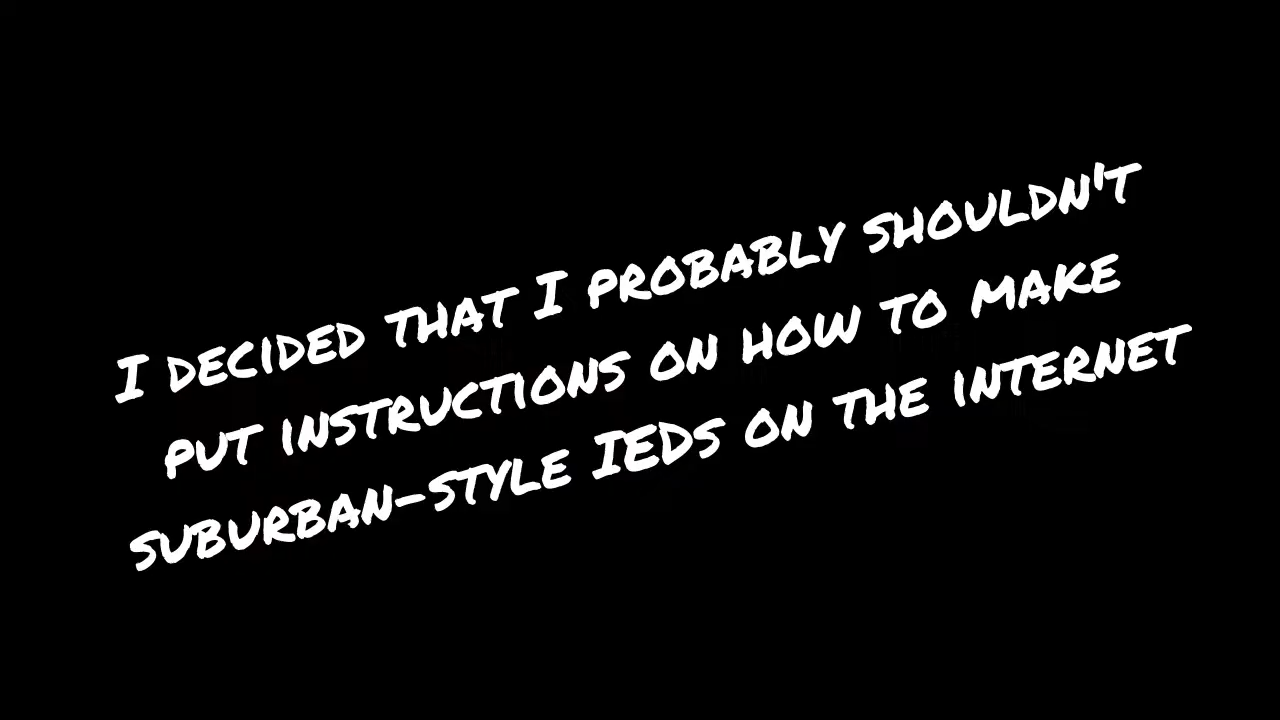 I DECIDED THAT I PROBABLY SHOULDN'T
PUT INSTRUCTIONS ON HOW TO MAKE
SUBURBAN-STYLE IEDS ON THE INTERNET